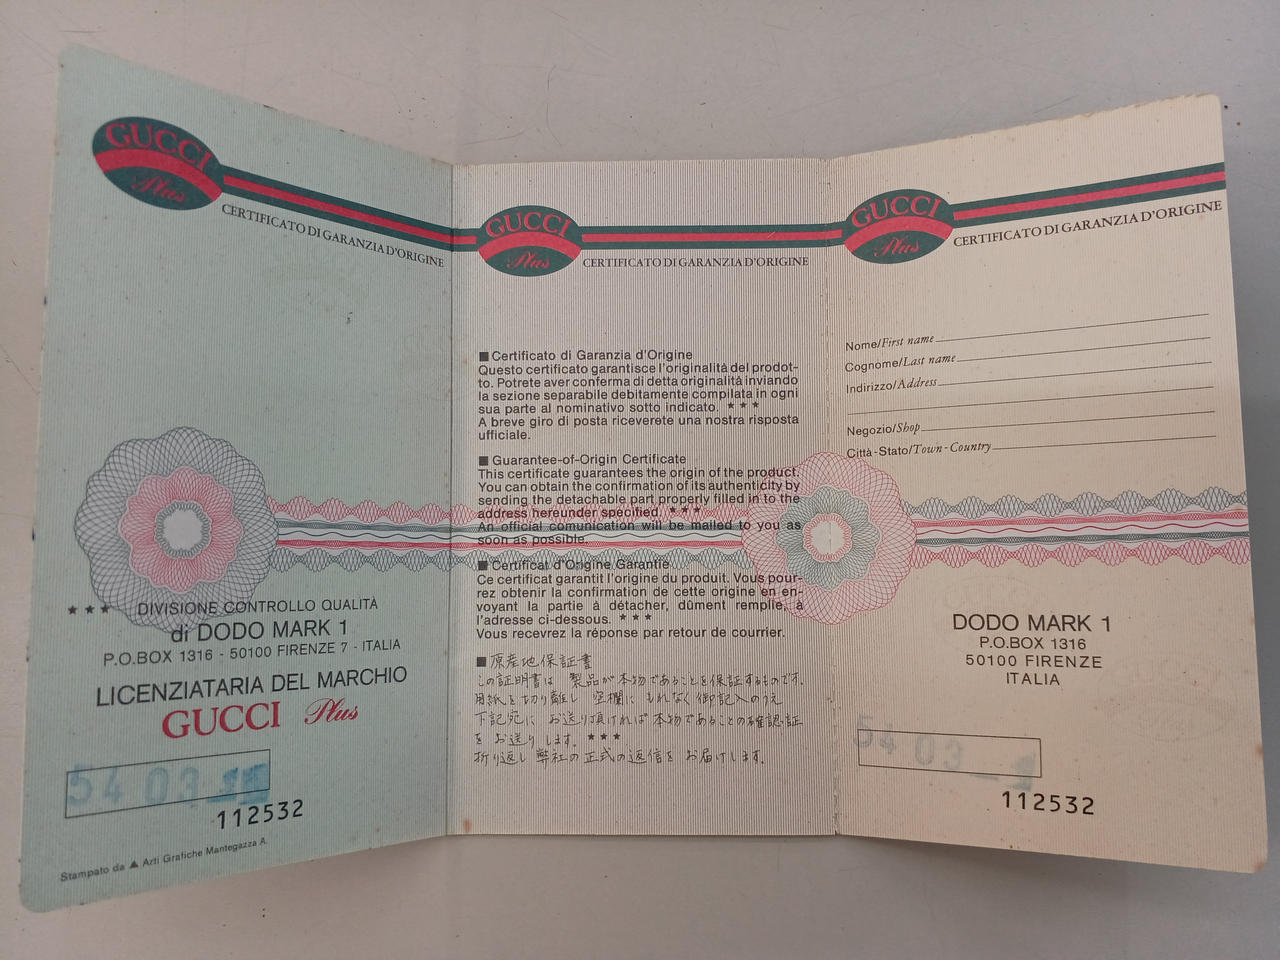 GUCCI
Plus
CERTIFICATO DI GARANZIA D'ORIGINE
★★★ DIVISIONE CONTROLLO QUALITÀ
di DODO MARK 1
P.O.BOX 1316 - 50100 FIRENZE 7 - ITALIA
LICENZIATARIA DEL MARCHIO
GUCCI Plus
54 03
112532
Stampato da ▲ Arti Grafiche Mantegazza A.
GUCCI
Plus
CERTIFICATO DI GARANZIA D'ORIGINE
■ Certificato di Garanzia d'Origine
Questo certificato garantisce l'originalità del prodot-
to. Potrete aver conferma di detta originalità inviando
la sezione separabile debitamente compilata in ogni
sua parte al nominativo sotto indicato. ★★★
A breve giro di posta riceverete una nostra risposta
ufficiale.
■ Guarantee-of-Origin Certificate
This certificate guarantees the origin of the product.
You can obtain the confirmation of its authenticity by
sending the detachable part properly filled in to the
address hereunder specified. ★★★
An official comunication will be mailed to you as
soon as possible.
■ Certificat d'Origine Garantie
Ce certificat garantit l'origine du produit. Vous pour-
rez obtenir la confirmation de cette origine en en-
voyant la partie à détacher, dûment remplie, à
l'adresse ci-dessous. ★★★
Vous recevrez la réponse par retour de courrier.
■ 原産地保証書
この証明書は 製品が本物であることを保証するものです.
用紙を切り離し 空欄に もれなく御記入のうえ
下記宛に お送り頂ければ本物であることの確認証
を お送り します. ★★★
折り返し 弊社の正式の返信を お届けします.
GUCCI
Plus
CERTIFICATO DI GARANZIA D'ORIGINE
Nome/First name
Cognome/Last name
Indirizzo/Address
Negozio/Shop
Città-Stato/Town-Country
DODO MARK 1
P.O.BOX 1316
50100 FIRENZE
ITALIA
54 03
112532